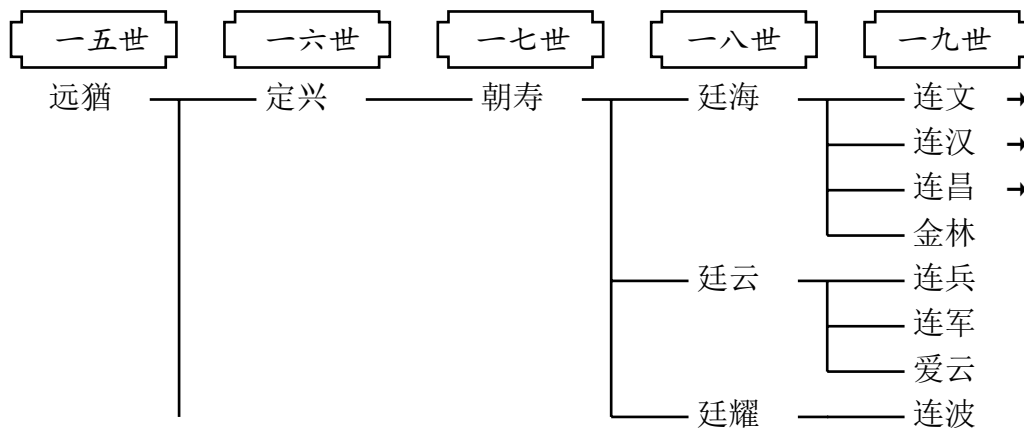 一五世 一六世 一七世 一八世 一九世
远猶 定兴 朝寿 廷海 连文
连汉
连昌
金林
廷云 连兵
连军
爱云
廷耀 连波